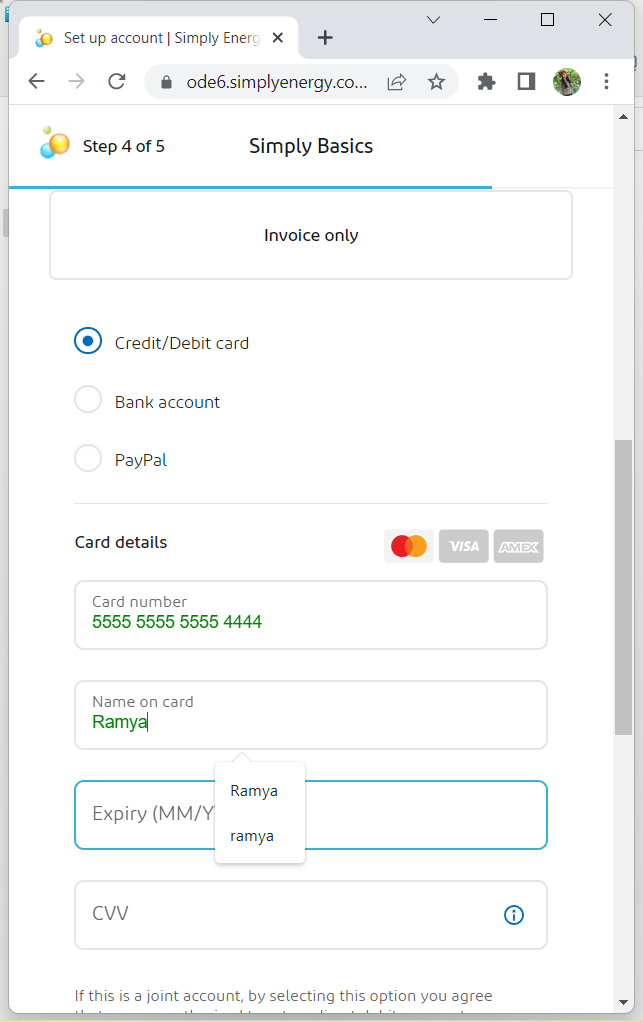 Set up account | Simply Energ
ode6.simplyenergy.co...
Step 4 of 5
Simply Basics
Invoice only
Credit/Debit card
Bank account
PayPal
Card details
VISA
AMEX
Card number
5555 5555 5555 4444
Name on card
Ramya
Ramya
ramya
Expiry (MM/Y
CVV
If this is a joint account, by selecting this option you agree